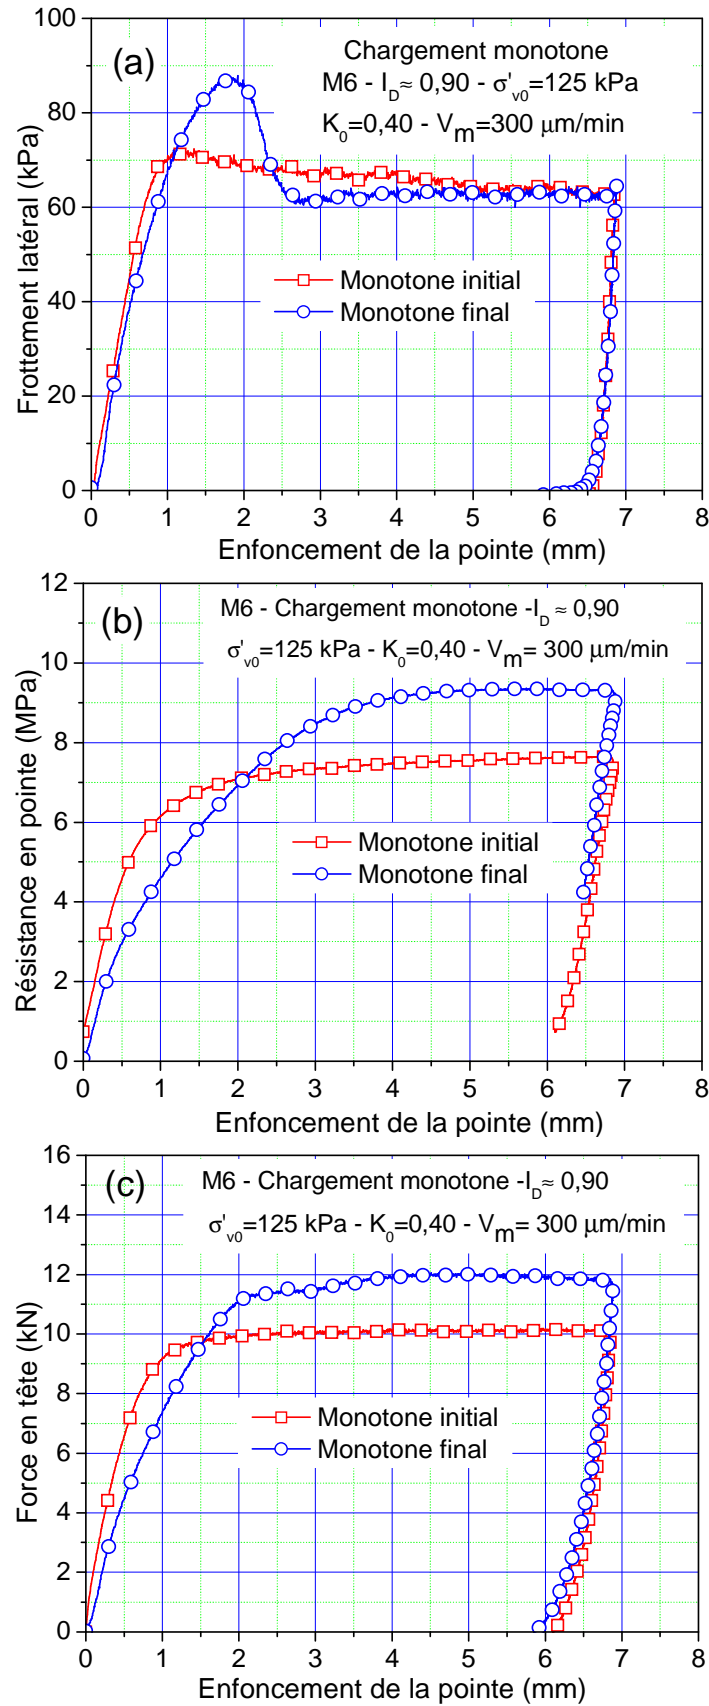 (a)
Chargement monotone
M6 - I_D ≈ 0,90 - σ'_v0=125 kPa
K_0=0,40 - V_m=300 μm/min
Frottement latéral (kPa)
100
80
60
40
20
0
Monotone initial
Monotone final
0 1 2 3 4 5 6 7 8
Enfoncement de la pointe (mm)
(b)
M6 - Chargement monotone -I_D ≈ 0,90
σ'_v0=125 kPa - K_0=0,40 - V_m= 300 μm/min
Résistance en pointe (MPa)
12
10
8
6
4
2
0
Monotone initial
Monotone final
0 1 2 3 4 5 6 7 8
Enfoncement de la pointe (mm)
(c)
M6 - Chargement monotone -I_D ≈ 0,90
σ'_v0=125 kPa - K_0=0,40 - V_m= 300 μm/min
Force en tête (kN)
16
14
12
10
8
6
4
2
0
Monotone initial
Monotone final
0 1 2 3 4 5 6 7 8
Enfoncement de la pointe (mm)